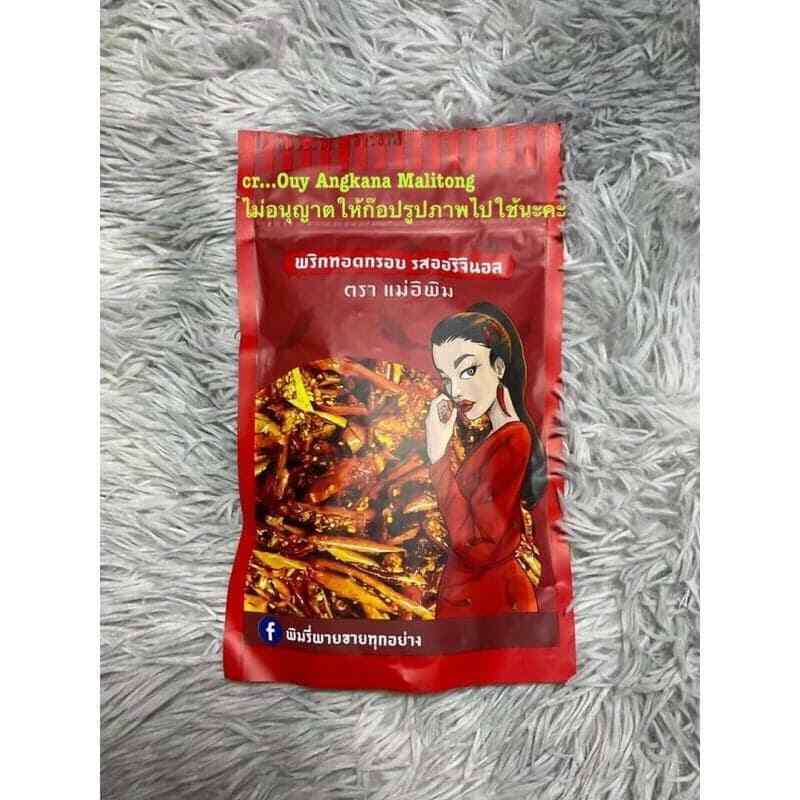 cr...Ouy Angkana Malitong
ไม่อนุญาตให้ก๊อปรูปภาพไปใช้นะคะ
พริกทอดกรอบ รสออริจินอล
ตรา แม่อิพิม
พิมรี่พายขายทุกอย่าง